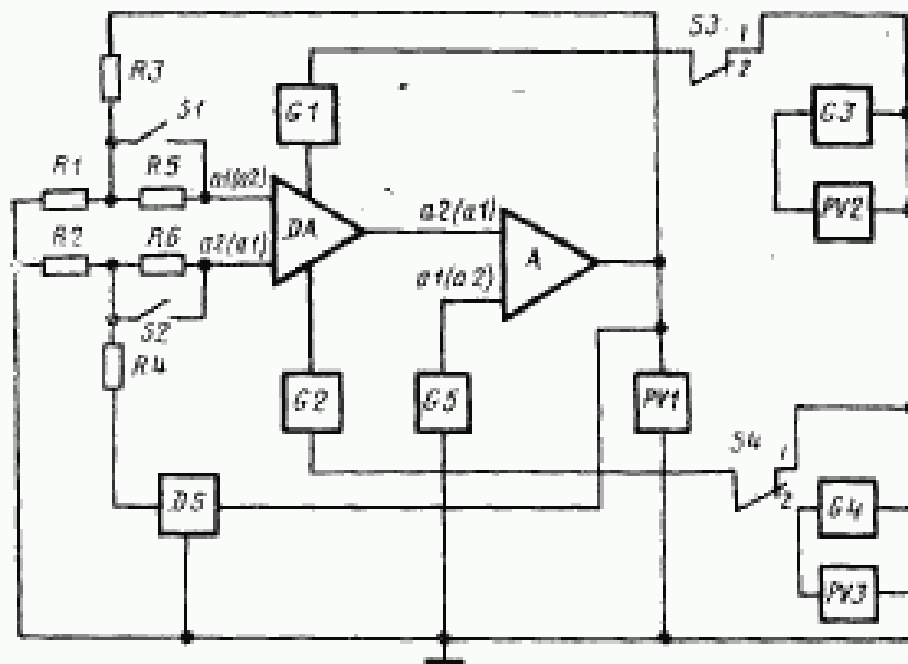 R3
S1
G1
S3
1
2
G3
PV2
R1
R5
a1(a2)
DA
a2(a1)
A
R2
R6
a2(a1)
a1(a2)
S2
R4
G2
G5
PV1
S4
1
2
G4
D5
PV3